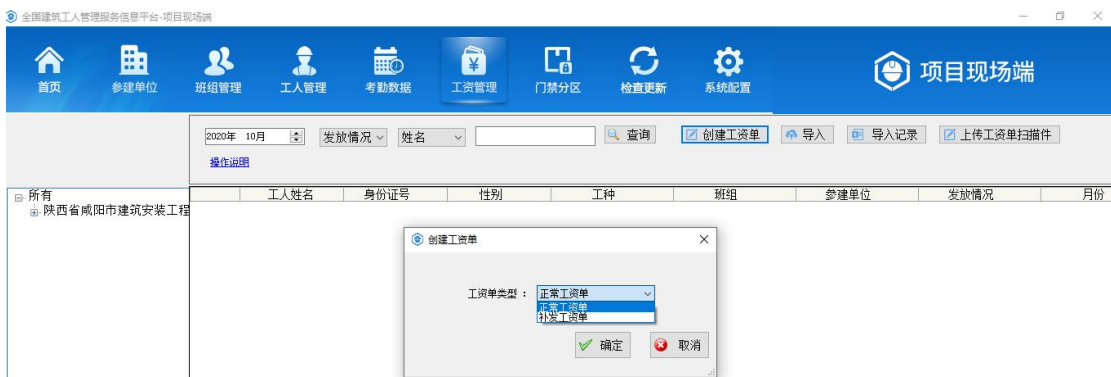 全国建筑工人管理服务信息平台-项目现场端
首页 参建单位 班组管理 工人管理 考勤数据 工资管理 门禁分区 检查更新 系统配置 项目现场端
2020年 10月 发放情况 姓名 查询 创建工资单 导入 导入记录 上传工资单扫描件
操作说明
所有 工人姓名 身份证号 性别 工种 班组 参建单位 发放情况 月份
陕西省咸阳市建筑安装工程
创建工资单
工资单类型 : 正常工资单
正常工资单
补发工资单
确定 取消